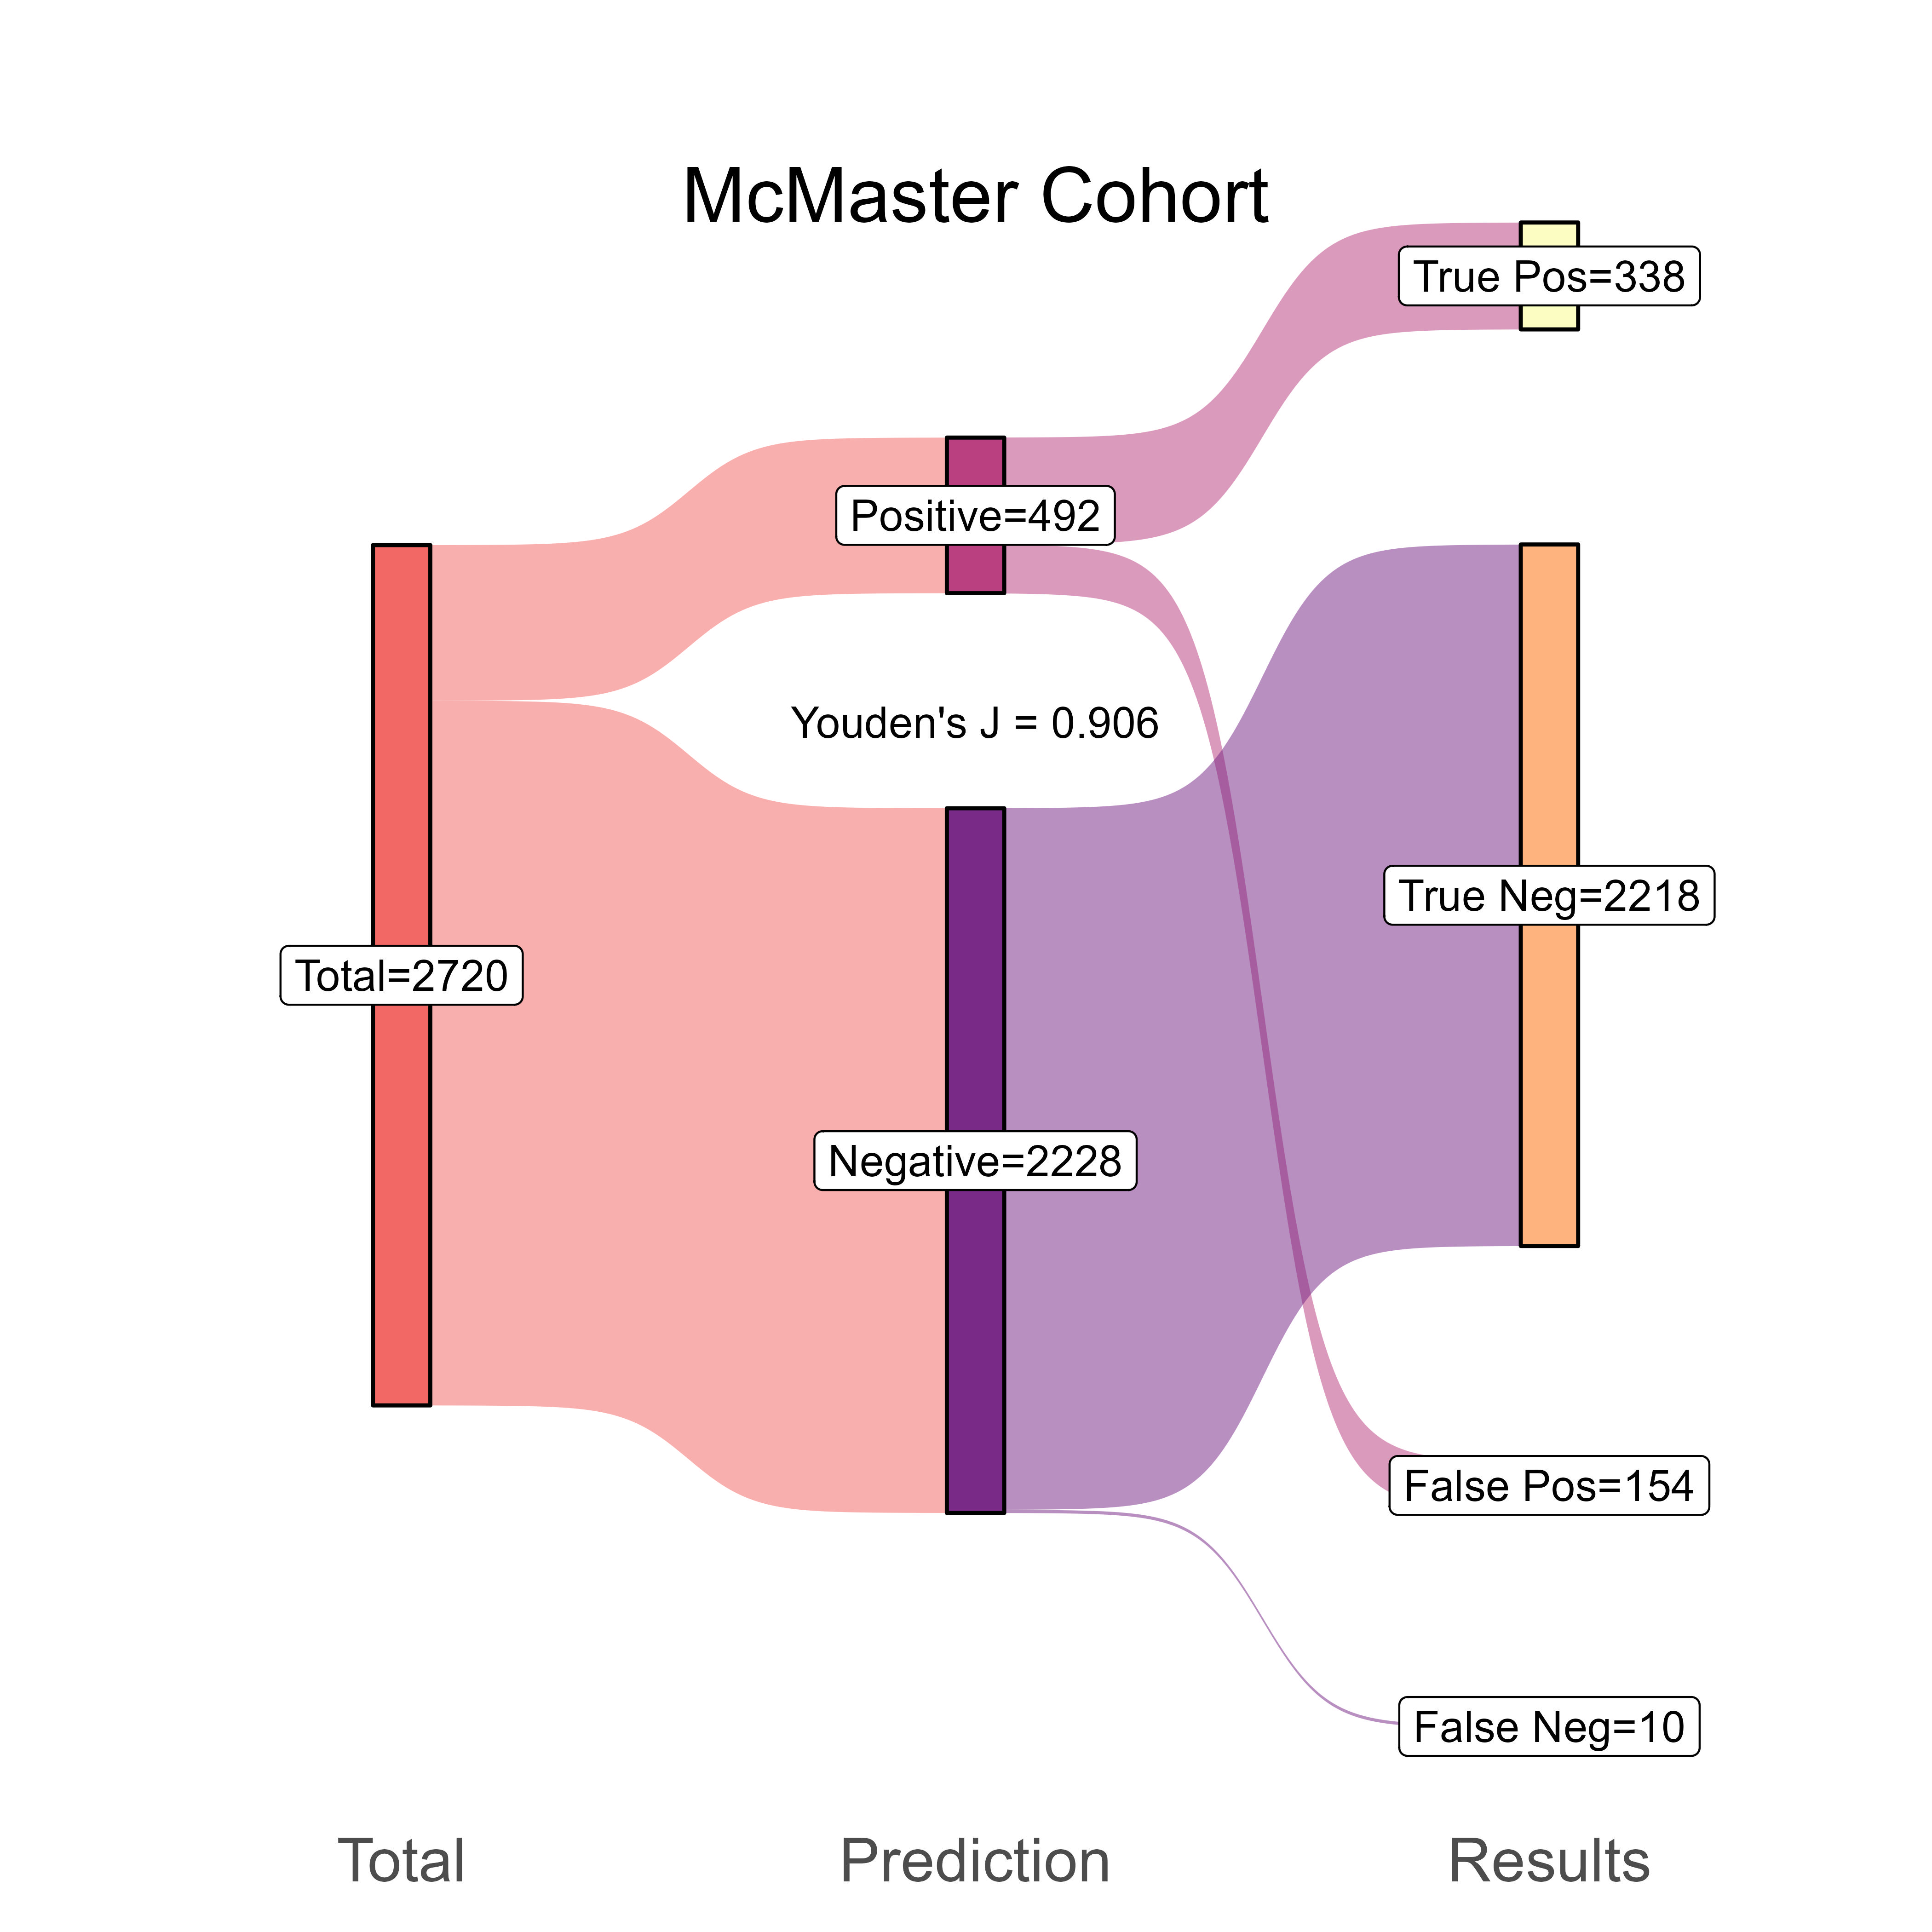 McMaster Cohort
True Pos=338
Positive=492
Youden's J = 0.906
True Neg=2218
Total=2720
Negative=2228
False Pos=154
False Neg=10
Total
Prediction
Results